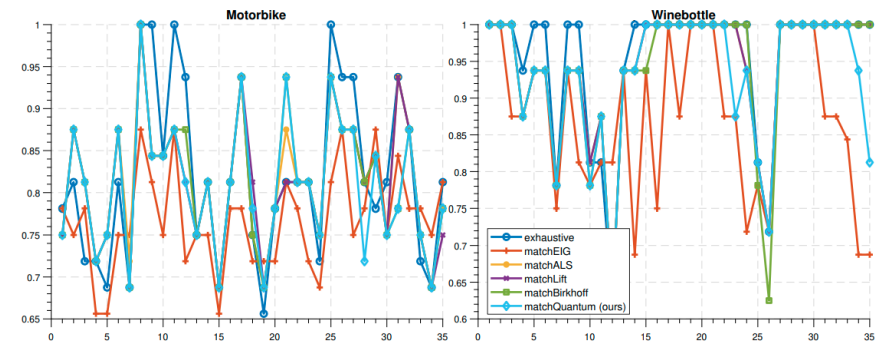 Motorbike
1
0.95
0.9
0.85
0.8
0.75
0.7
0.65
0 5 10 15 20 25 30 35
Winebottle
1
0.95
0.9
0.85
0.8
0.75
0.7
0.65
0.6
0 5 10 15 20 25 30 35
exhaustive
matchEIG
matchALS
matchLift
matchBirkhoff
matchQuantum (ours)